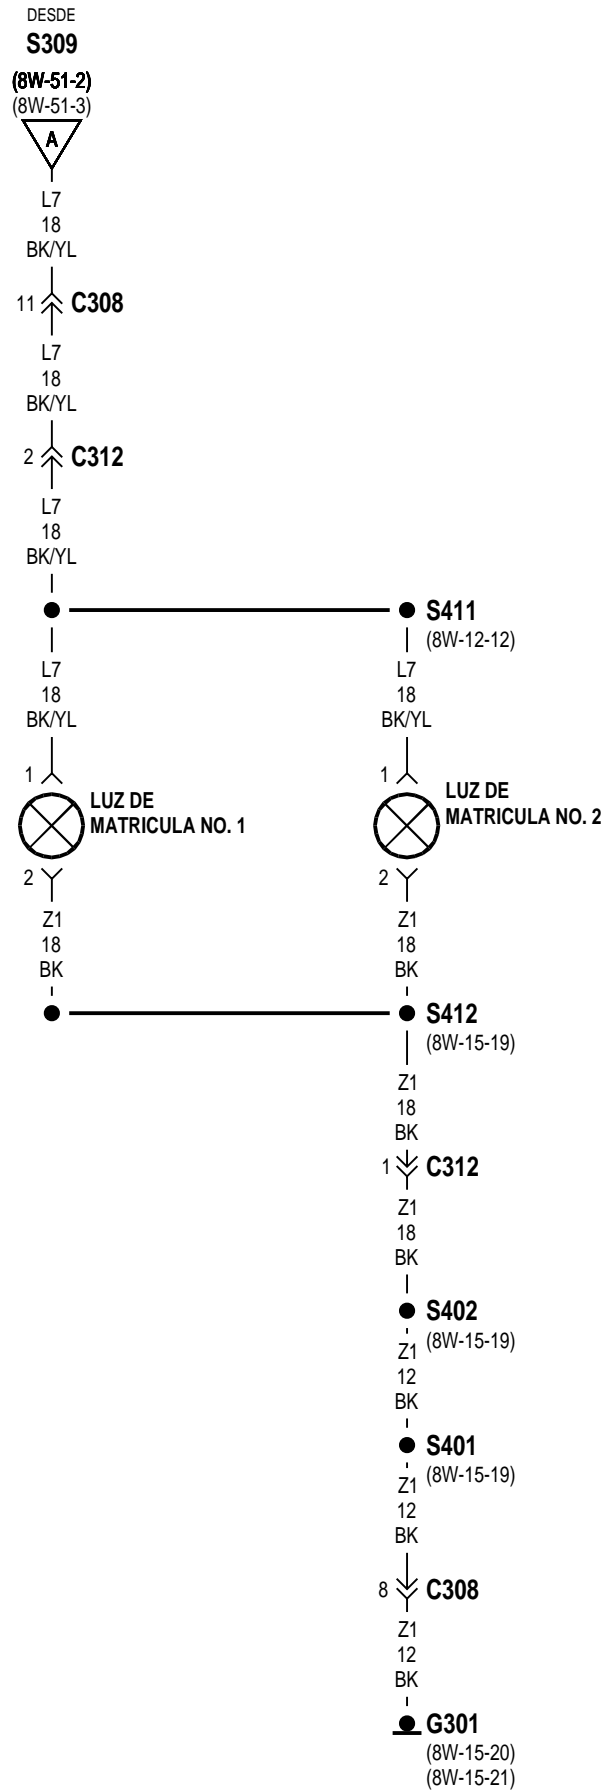 DESDE
S309
(8W-51-2)
(8W-51-3)
A
L7
18
BK/YL
11
C308
L7
18
BK/YL
2
C312
L7
18
BK/YL
S411
(8W-12-12)
L7
18
BK/YL
L7
18
BK/YL
1
LUZ DE
MATRICULA NO. 1
1
LUZ DE
MATRICULA NO. 2
2
2
Z1
18
BK
Z1
18
BK
S412
(8W-15-19)
Z1
18
BK
1
C312
Z1
18
BK
S402
(8W-15-19)
Z1
12
BK
S401
(8W-15-19)
Z1
12
BK
8
C308
Z1
12
BK
G301
(8W-15-20)
(8W-15-21)